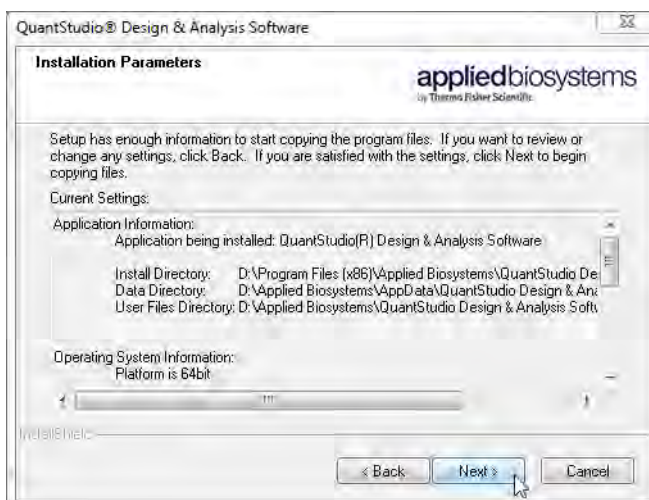 QuantStudio® Design & Analysis Software
Installation Parameters
appliedbiosystems
by Thermo Fisher Scientific
Setup has enough information to start copying the program files. If you want to review or
change any settings, click Back. If you are satisfied with the settings, click Next to begin
copying files.
Current Settings:
Application Information:
Application being installed: QuantStudio(R) Design & Analysis Software
Install Directory: D:\Program Files (x86)\Applied Biosystems\QuantStudio De
Data Directory: D:\Applied Biosystems\AppData\QuantStudio Design & Ana
User Files Directory: D:\Applied Biosystems\QuantStudio Design & Analysis Soft
Operating System Information:
Platform is 64bit
InstallShield
< Back Next > Cancel